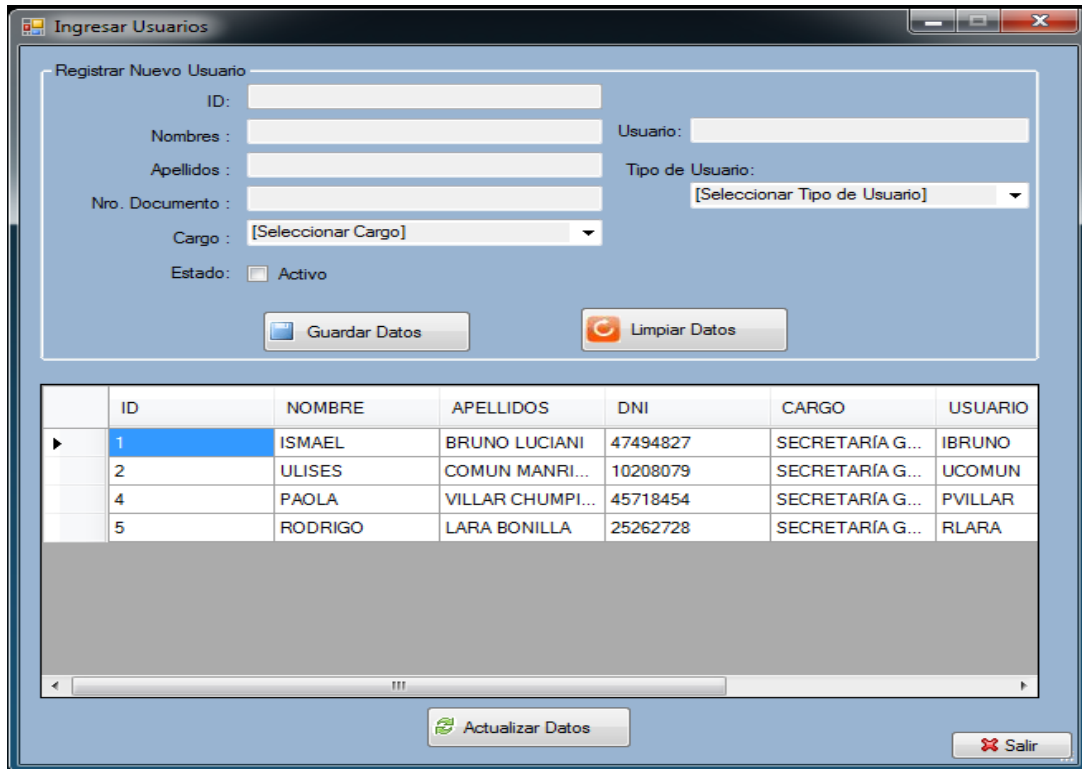 Ingresar Usuarios
Registrar Nuevo Usuario
ID:
Nombres : Usuario:
Apellidos : Tipo de Usuario:
Nro. Documento : [Seleccionar Tipo de Usuario]
Cargo : [Seleccionar Cargo]
Estado: Activo
Guardar Datos Limpiar Datos
ID NOMBRE APELLIDOS DNI CARGO USUARIO
1 ISMAEL BRUNO LUCIANI 47494827 SECRETARÍA G... IBRUNO
2 ULISES COMUN MANRI... 10208079 SECRETARÍA G... UCOMUN
4 PAOLA VILLAR CHUMPI... 45718454 SECRETARÍA G... PVILLAR
5 RODRIGO LARA BONILLA 25262728 SECRETARÍA G... RLARA
Actualizar Datos
Salir